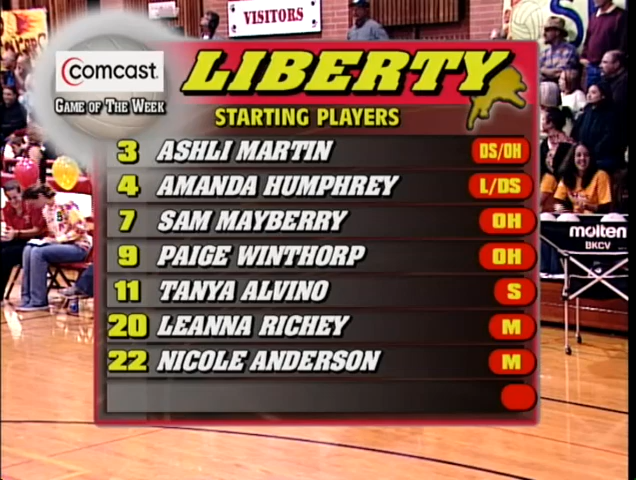 VISITORS
comcast.
GAME OF THE WEEK
LIBERTY
STARTING PLAYERS
3 ASHLI MARTIN DS/OH
4 AMANDA HUMPHREY L/DS
7 SAM MAYBERRY OH
9 PAIGE WINTHORP OH
11 TANYA ALVINO S
20 LEANNA RICHEY M
22 NICOLE ANDERSON M
molten
BKCV